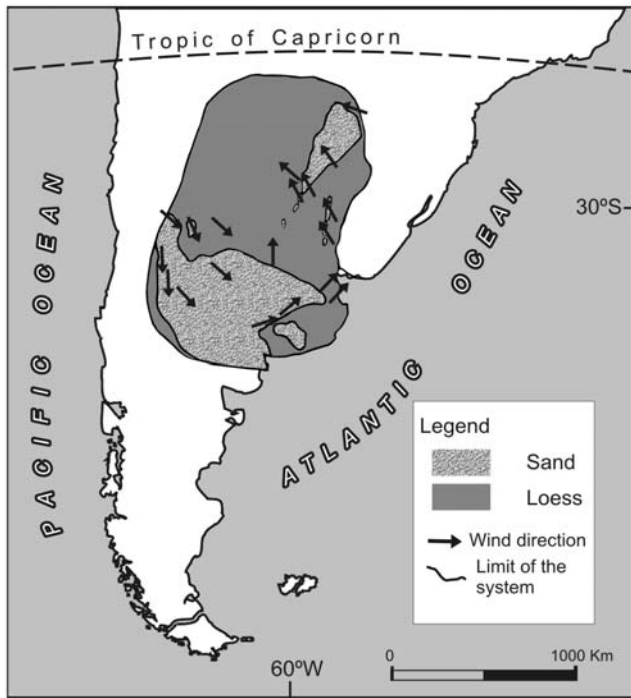 Tropic of Capricorn
PACIFIC OCEAN
30ºS
ATLANTIC OCEAN
Legend
Sand
Loess
Wind direction
Limit of the
system
60ºW
0 1000 Km